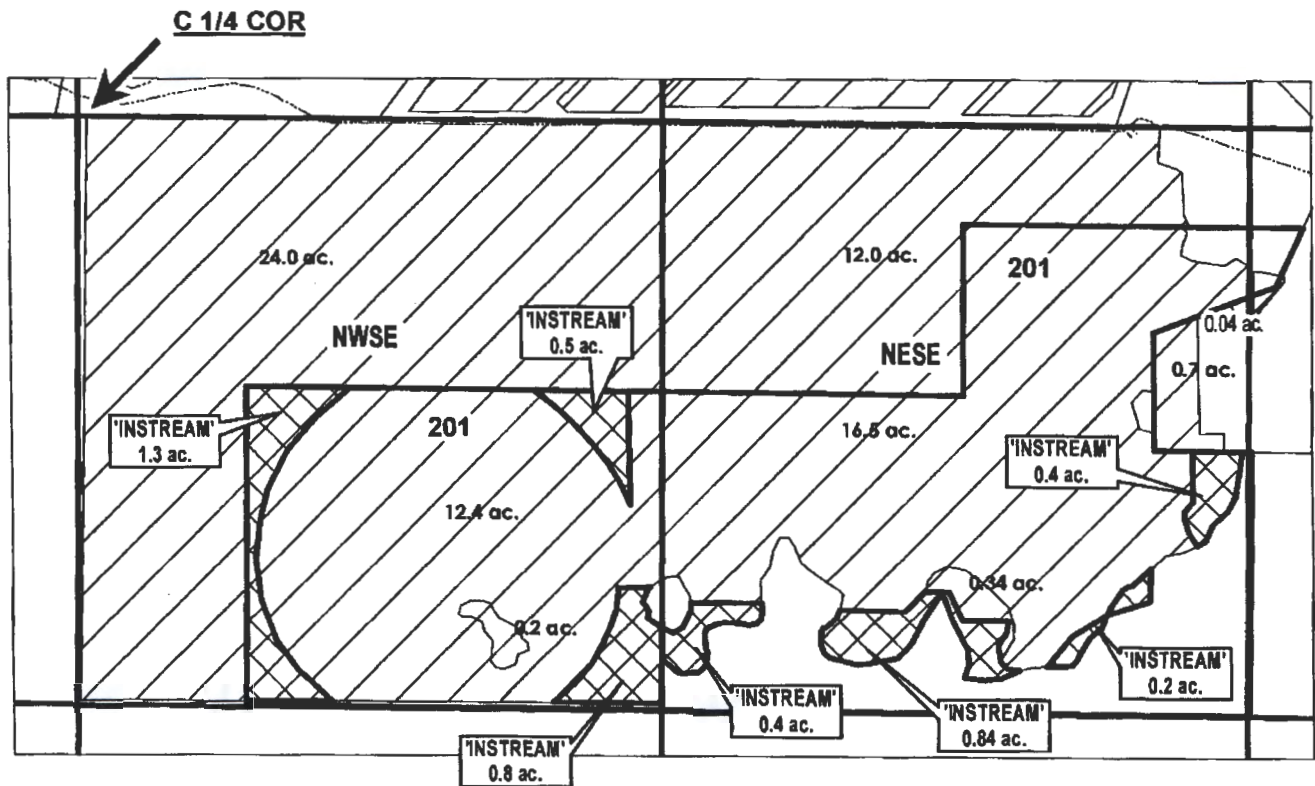 C 1/4 COR
24.0 ac.
12.0 ac.
201
'INSTREAM'
0.5 ac.
NWSE
NESE
0.04 ac.
0.7 ac.
'INSTREAM'
1.3 ac.
201
16.5 ac.
'INSTREAM'
0.4 ac.
12.4 ac.
0.34 ac.
0.2 ac.
'INSTREAM'
0.2 ac.
'INSTREAM'
0.4 ac.
'INSTREAM'
0.84 ac.
'INSTREAM'
0.8 ac.